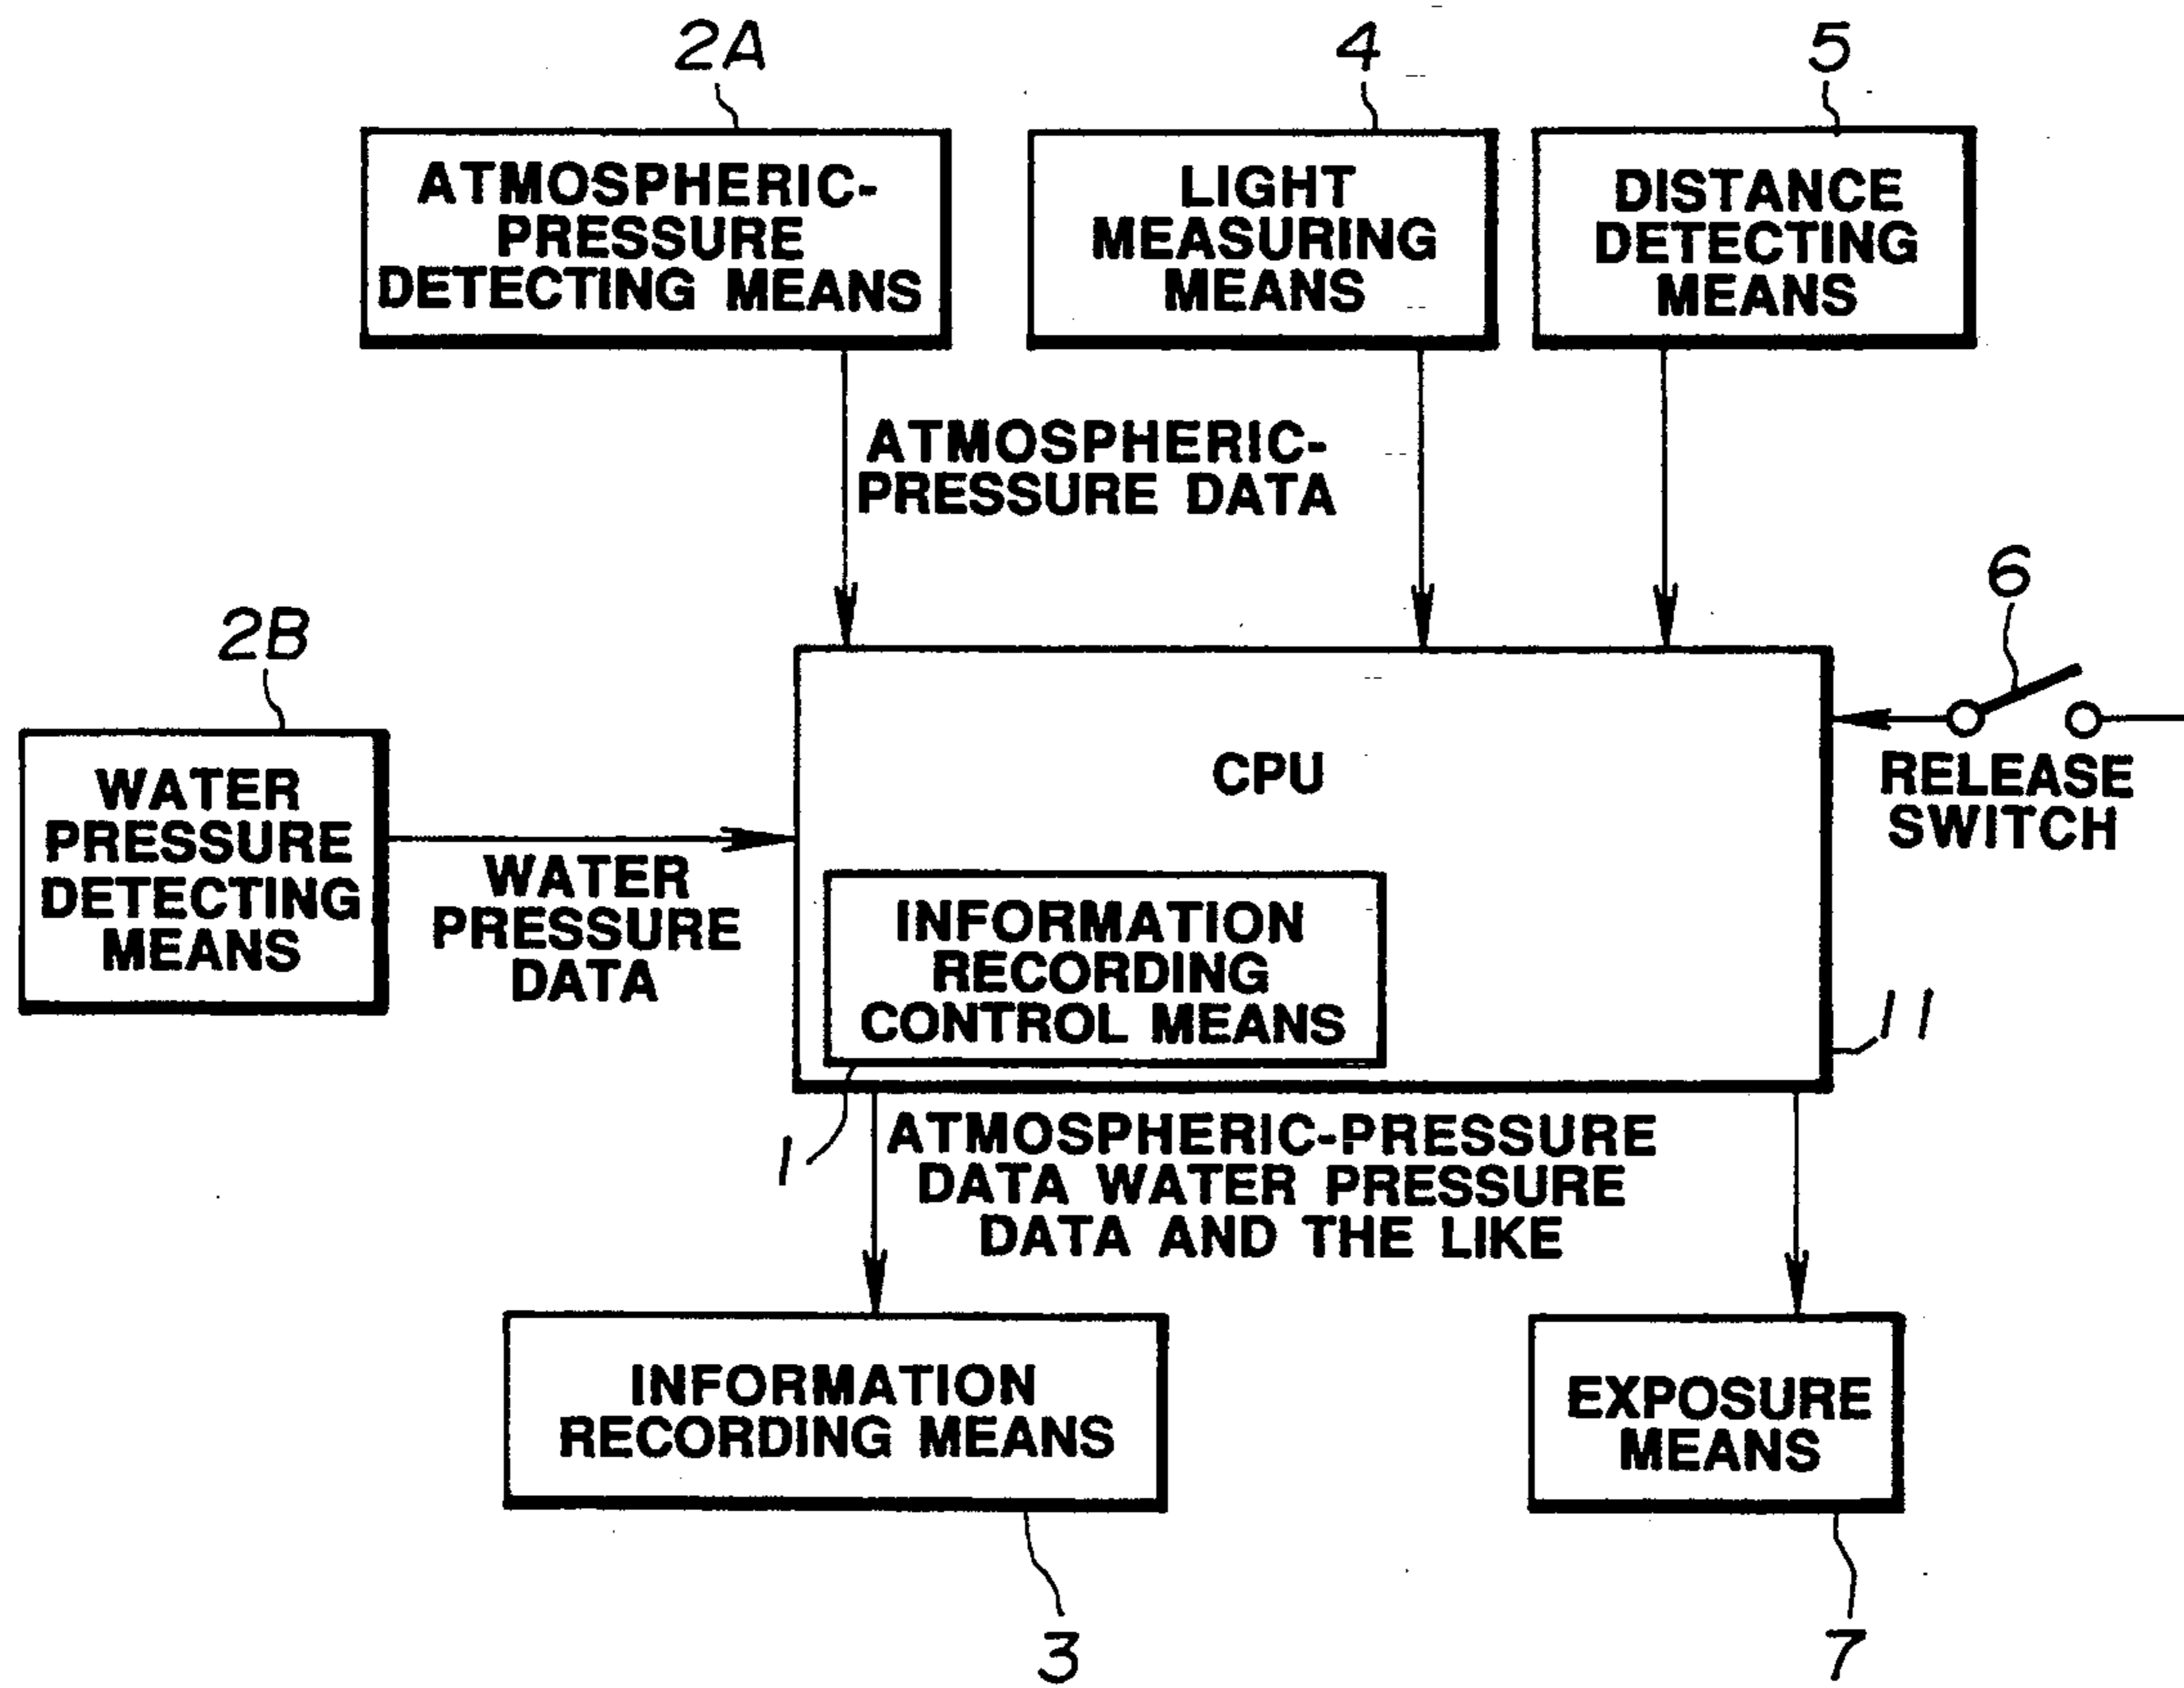 2A
4
5
ATMOSPHERIC-
PRESSURE
DETECTING MEANS
LIGHT
MEASURING
MEANS
DISTANCE
DETECTING
MEANS
ATMOSPHERIC-
PRESSURE DATA
6
2B
WATER
PRESSURE
DETECTING
MEANS
WATER
PRESSURE
DATA
CPU
RELEASE
SWITCH
INFORMATION
RECORDING
CONTROL MEANS
11
1
ATMOSPHERIC-PRESSURE
DATA WATER PRESSURE
DATA AND THE LIKE
INFORMATION
RECORDING MEANS
EXPOSURE
MEANS
3
7